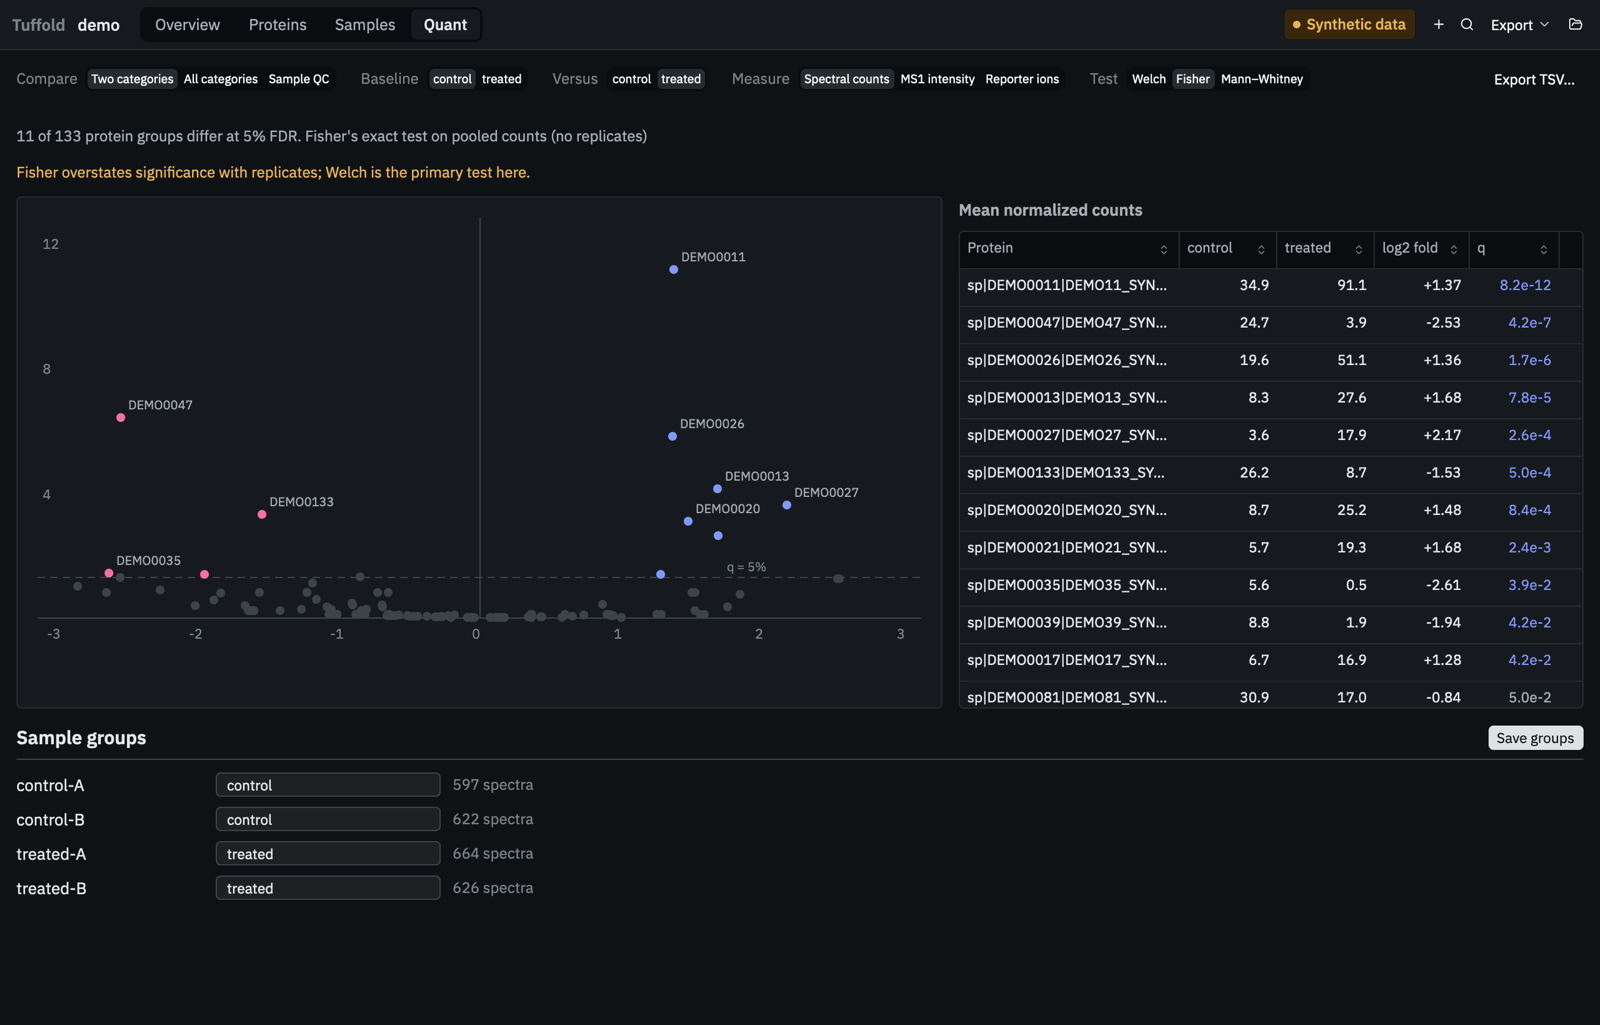 Tuffold demo Overview Proteins Samples Quant Synthetic data + Export
Compare Two categories All categories Sample QC Baseline control treated Versus control treated Measure Spectral counts MS1 intensity Reporter ions Test Welch Fisher Mann–Whitney Export TSV...
11 of 133 protein groups differ at 5% FDR. Fisher's exact test on pooled counts (no replicates)
Fisher overstates significance with replicates; Welch is the primary test here.
12
8
4
DEMO0011
DEMO0047
DEMO0026
DEMO0013
DEMO0027
DEMO0133
DEMO0020
DEMO0035
q = 5%
-3 -2 -1 0 1 2 3
Mean normalized counts
Protein control treated log2 fold q
sp|DEMO0011|DEMO11_SYN... 34.9 91.1 +1.37 8.2e-12
sp|DEMO0047|DEMO47_SYN... 24.7 3.9 -2.53 4.2e-7
sp|DEMO0026|DEMO26_SYN... 19.6 51.1 +1.36 1.7e-6
sp|DEMO0013|DEMO13_SYN... 8.3 27.6 +1.68 7.8e-5
sp|DEMO0027|DEMO27_SYN... 3.6 17.9 +2.17 2.6e-4
sp|DEMO0133|DEMO133_SY... 26.2 8.7 -1.53 5.0e-4
sp|DEMO0020|DEMO20_SYN... 8.7 25.2 +1.48 8.4e-4
sp|DEMO0021|DEMO21_SYN... 5.7 19.3 +1.68 2.4e-3
sp|DEMO0035|DEMO35_SYN... 5.6 0.5 -2.61 3.9e-2
sp|DEMO0039|DEMO39_SYN... 8.8 1.9 -1.94 4.2e-2
sp|DEMO0017|DEMO17_SYN... 6.7 16.9 +1.28 4.2e-2
sp|DEMO0081|DEMO81_SYN... 30.9 17.0 -0.84 5.0e-2
Sample groups Save groups
control-A control 597 spectra
control-B control 622 spectra
treated-A treated 664 spectra
treated-B treated 626 spectra